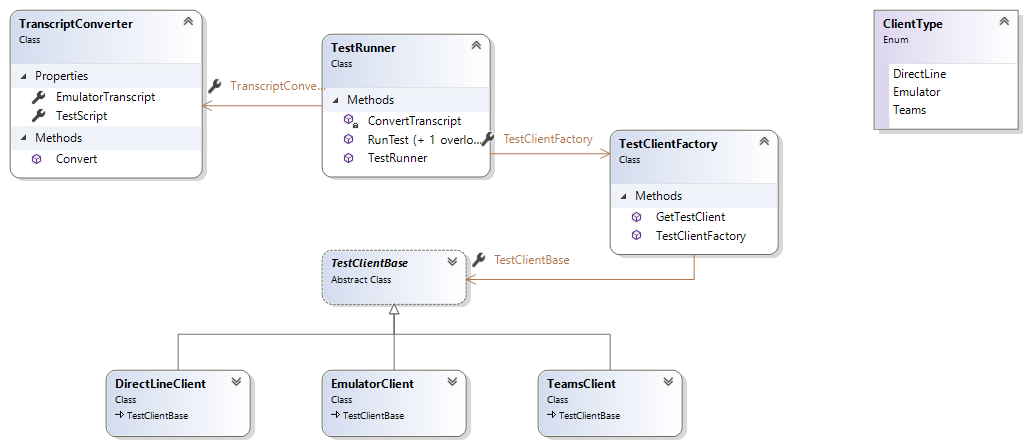 TranscriptConverter
Class
Properties
EmulatorTranscript
TestScript
Methods
Convert
TranscriptConve...
TestRunner
Class
Methods
ConvertTranscript
RunTest (+ 1 overlo...
TestRunner
TestClientFactory
TestClientFactory
Class
Methods
GetTestClient
TestClientFactory
ClientType
Enum
DirectLine
Emulator
Teams
TestClientBase
Abstract Class
TestClientBase
DirectLineClient
Class
TestClientBase
EmulatorClient
Class
TestClientBase
TeamsClient
Class
TestClientBase